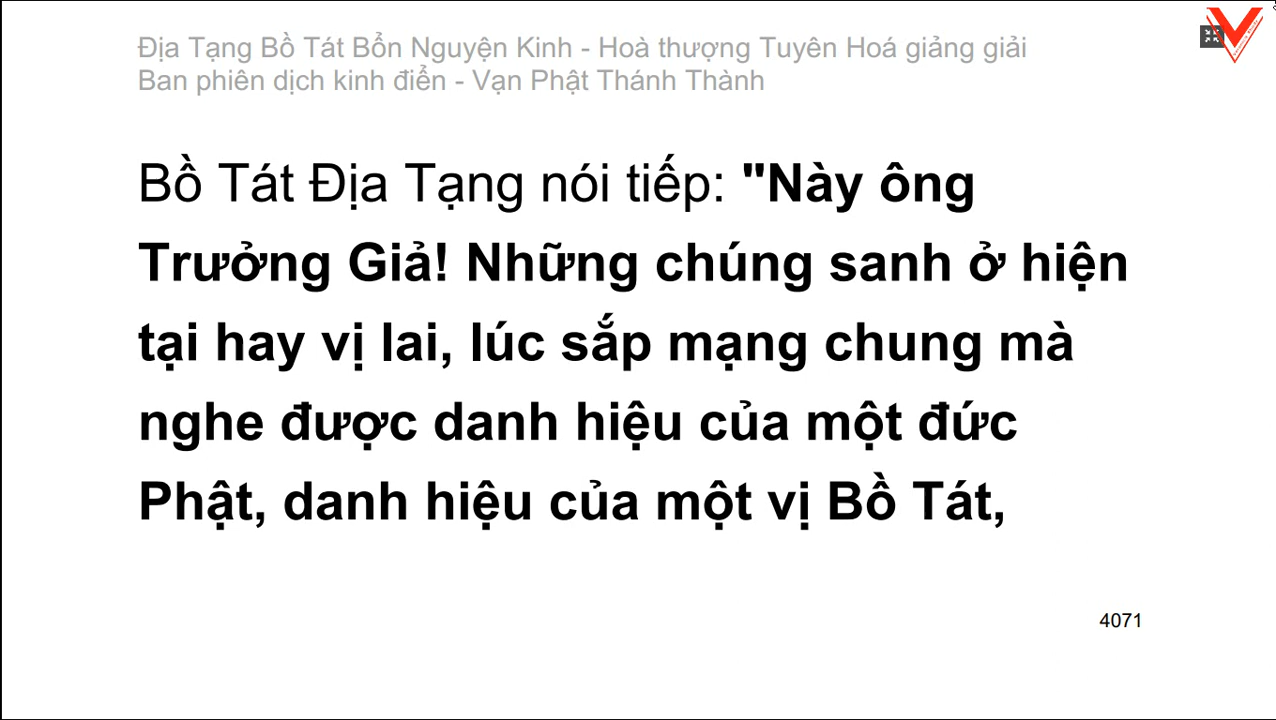 Địa Tạng Bồ Tát Bổn Nguyện Kinh - Hoà thượng Tuyên Hoá giảng giải
Ban phiên dịch kinh điển - Vạn Phật Thánh Thành
Bồ Tát Địa Tạng nói tiếp: "Này ông
Trưởng Giả! Những chúng sanh ở hiện
tại hay vị lai, lúc sắp mạng chung mà
nghe được danh hiệu của một đức
Phật, danh hiệu của một vị Bồ Tát,
4071